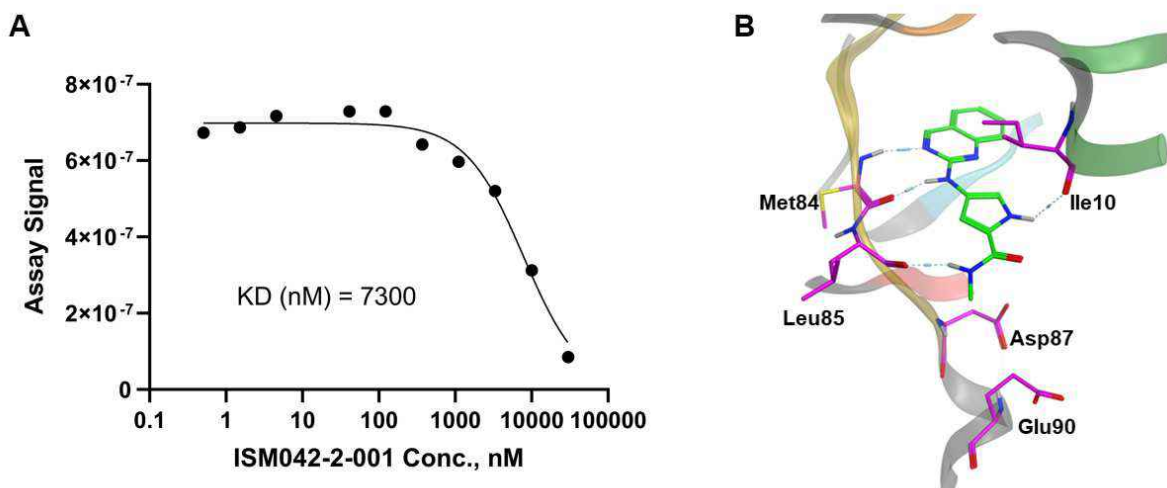 A
8×10⁻⁷
6×10⁻⁷
4×10⁻⁷
2×10⁻⁷
0
Assay Signal
KD (nM) = 7300
0.1 1 10 100 1000 10000 100000
ISM042-2-001 Conc., nM
B
Met84
Ile10
Leu85
Asp87
Glu90